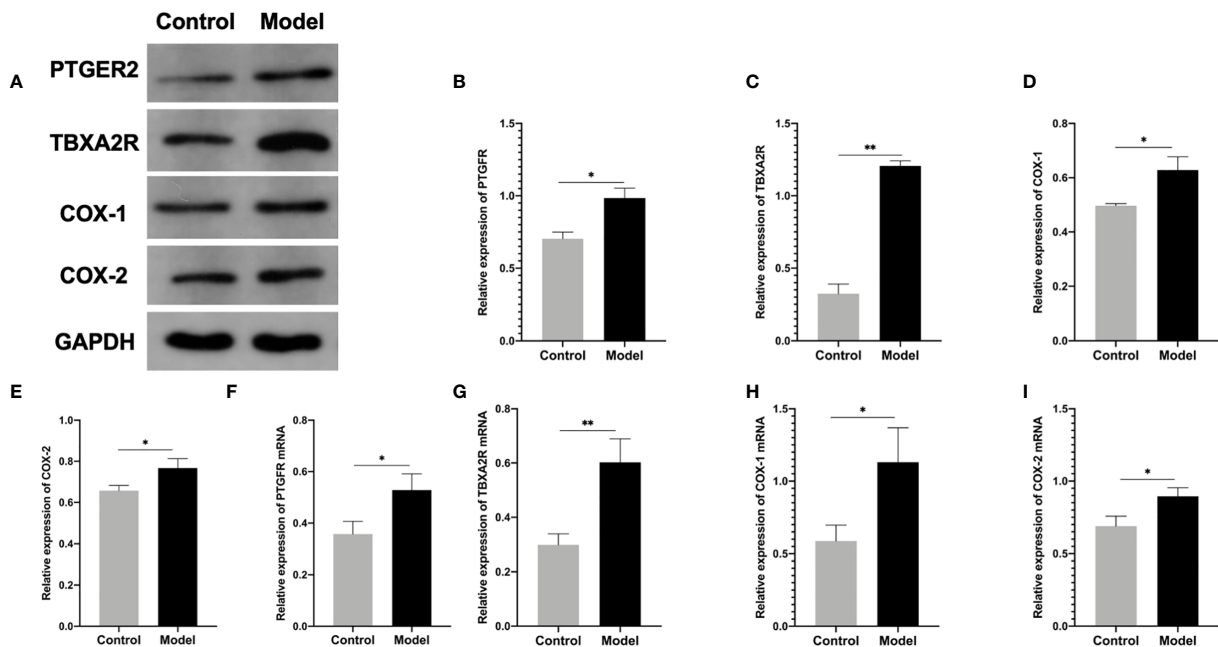 Control Model
A
PTGER2
TBXA2R
COX-1
COX-2
GAPDH
B
Relative expression of PTGFR
1.5
1.0
0.5
0.0
*
Control Model
C
Relative expression of TBXA2R
1.5
1.0
0.5
0.0
**
Control Model
D
Relative expression of COX-1
0.8
0.6
0.4
0.2
0.0
*
Control Model
E
Relative expression of COX-2
1.0
0.8
0.6
0.4
0.2
0.0
*
Control Model
F
Relative expression of PTGFR mRNA
0.8
0.6
0.4
0.2
0.0
*
Control Model
G
Relative expression of TBXA2R mRNA
0.8
0.6
0.4
0.2
0.0
**
Control Model
H
Relative expression of COX-1 mRNA
1.5
1.0
0.5
0.0
*
Control Model
I
Relative expression of COX-2 mRNA
1.5
1.0
0.5
0.0
*
Control Model